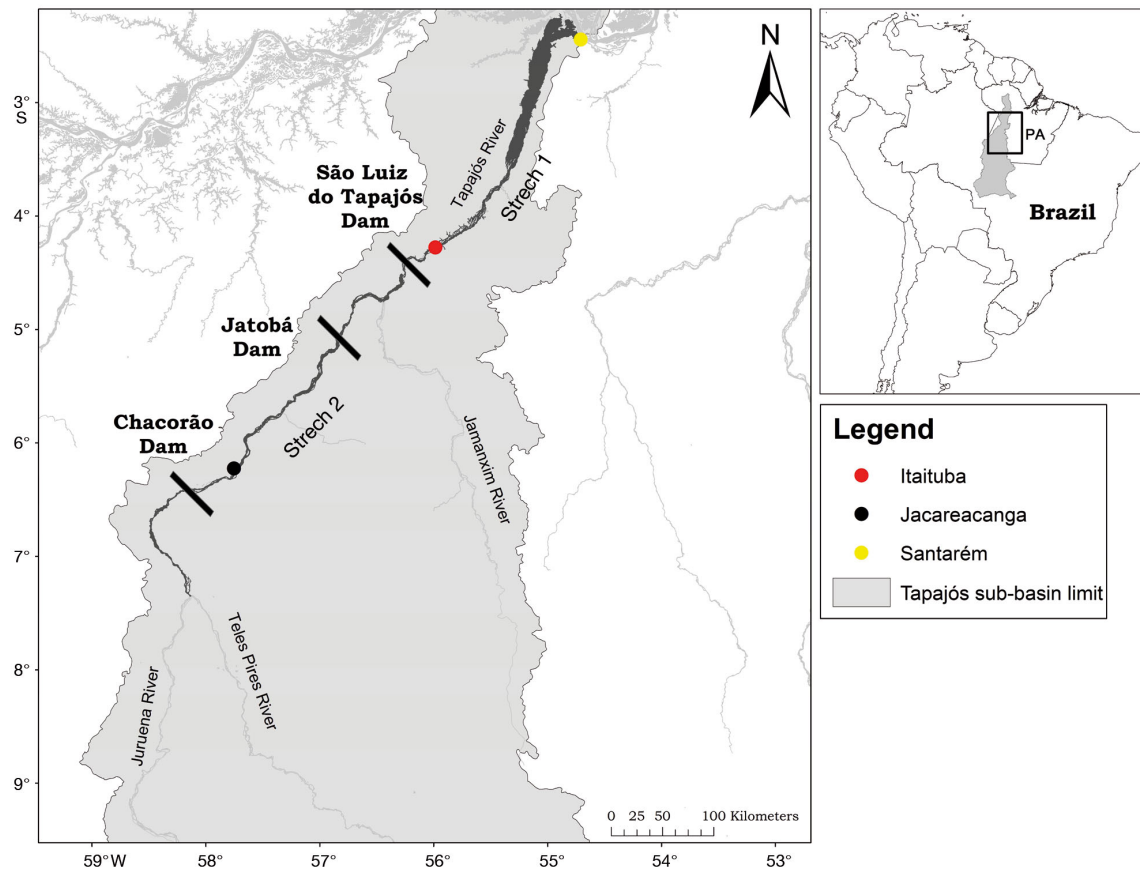 N
3°
S
4°
5°
6°
7°
8°
9°
59°W
58°
57°
56°
55°
54°
53°
Tapajós River
Strech 1
São Luiz
do Tapajós
Dam
Jatobá
Dam
Strech 2
Chacorão
Dam
Jamanxim River
Teles Pires River
Juruena River
0 25 50 100 Kilometers
PA
Brazil
Legend
Itaituba
Jacareacanga
Santarém
Tapajós sub-basin limit